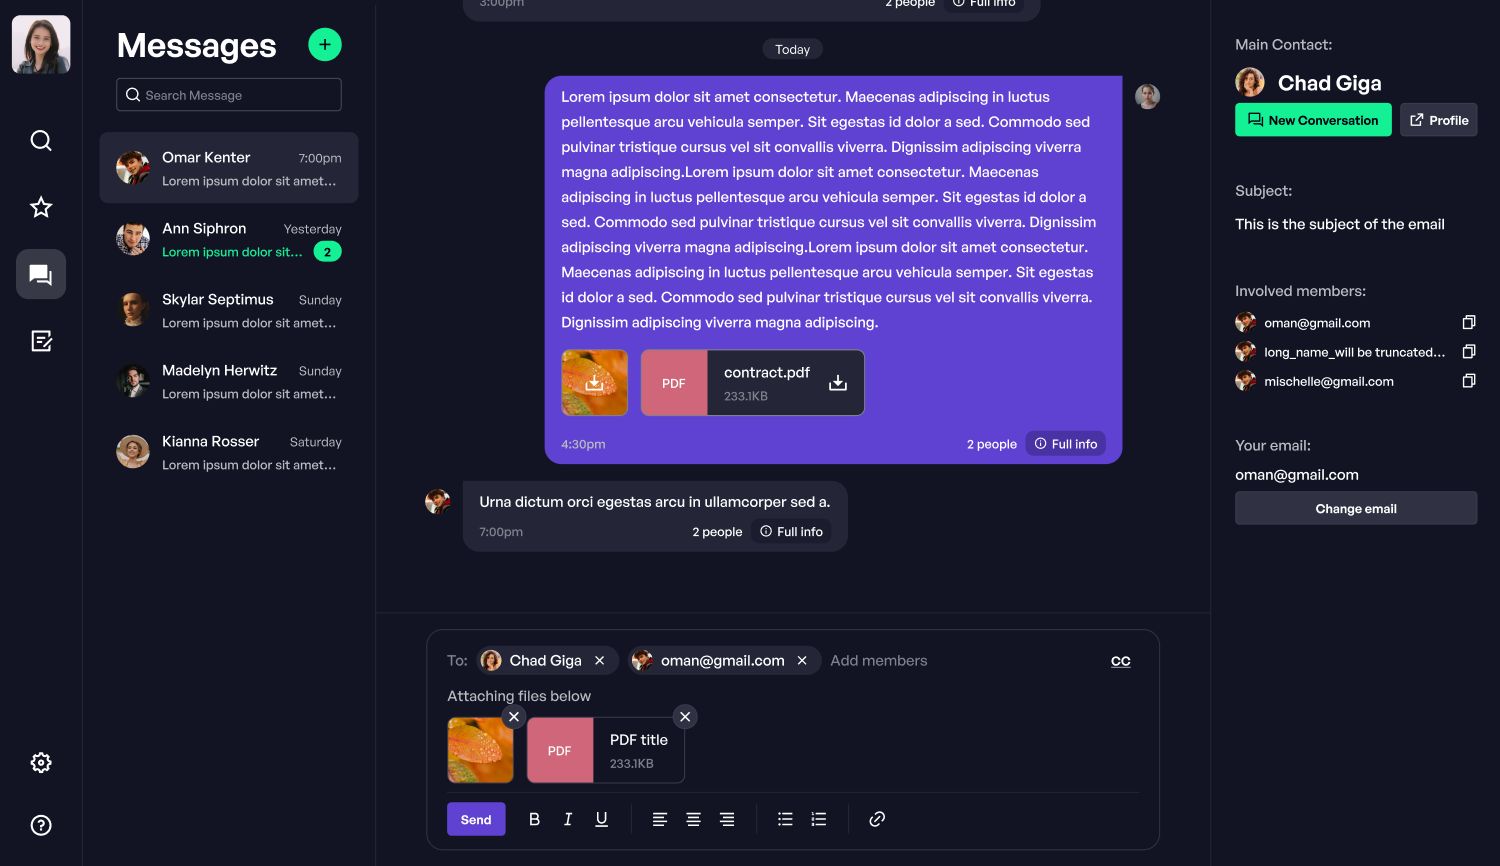 Messages
Search Message
Omar Kenter 7:00pm
Lorem ipsum dolor sit amet...
Ann Siphron Yesterday
Lorem ipsum dolor sit... 2
Skylar Septimus Sunday
Lorem ipsum dolor sit amet...
Madelyn Herwitz Sunday
Lorem ipsum dolor sit amet...
Kianna Rosser Saturday
Lorem ipsum dolor sit amet...
3:00pm 2 people Full info
Today
Lorem ipsum dolor sit amet consectetur. Maecenas adipiscing in luctus
pellentesque arcu vehicula semper. Sit egestas id dolor a sed. Commodo sed
pulvinar tristique cursus vel sit convallis viverra. Dignissim adipiscing viverra
magna adipiscing.Lorem ipsum dolor sit amet consectetur. Maecenas
adipiscing in luctus pellentesque arcu vehicula semper. Sit egestas id dolor a
sed. Commodo sed pulvinar tristique cursus vel sit convallis viverra. Dignissim
adipiscing viverra magna adipiscing.Lorem ipsum dolor sit amet consectetur.
Maecenas adipiscing in luctus pellentesque arcu vehicula semper. Sit egestas
id dolor a sed. Commodo sed pulvinar tristique cursus vel sit convallis viverra.
Dignissim adipiscing viverra magna adipiscing.
PDF
contract.pdf
233.1KB
4:30pm 2 people Full info
Urna dictum orci egestas arcu in ullamcorper sed a.
7:00pm 2 people Full info
To: Chad Giga oman@gmail.com Add members CC
Attaching files below
PDF
PDF title
233.1KB
Send B I U
Main Contact:
Chad Giga
New Conversation Profile
Subject:
This is the subject of the email
Involved members:
oman@gmail.com
long_name_will be truncated...
mischelle@gmail.com
Your email:
oman@gmail.com
Change email